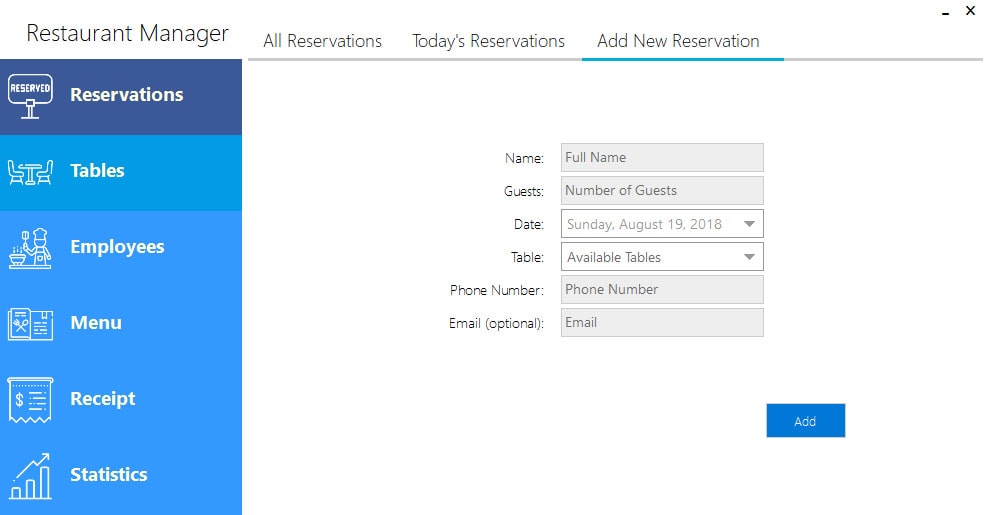 Restaurant Manager
All Reservations
Today's Reservations
Add New Reservation
RESERVED
Reservations
Tables
Employees
Menu
$
Receipt
Statistics
Name: Full Name
Guests: Number of Guests
Date: Sunday, August 19, 2018
Table: Available Tables
Phone Number: Phone Number
Email (optional): Email
Add